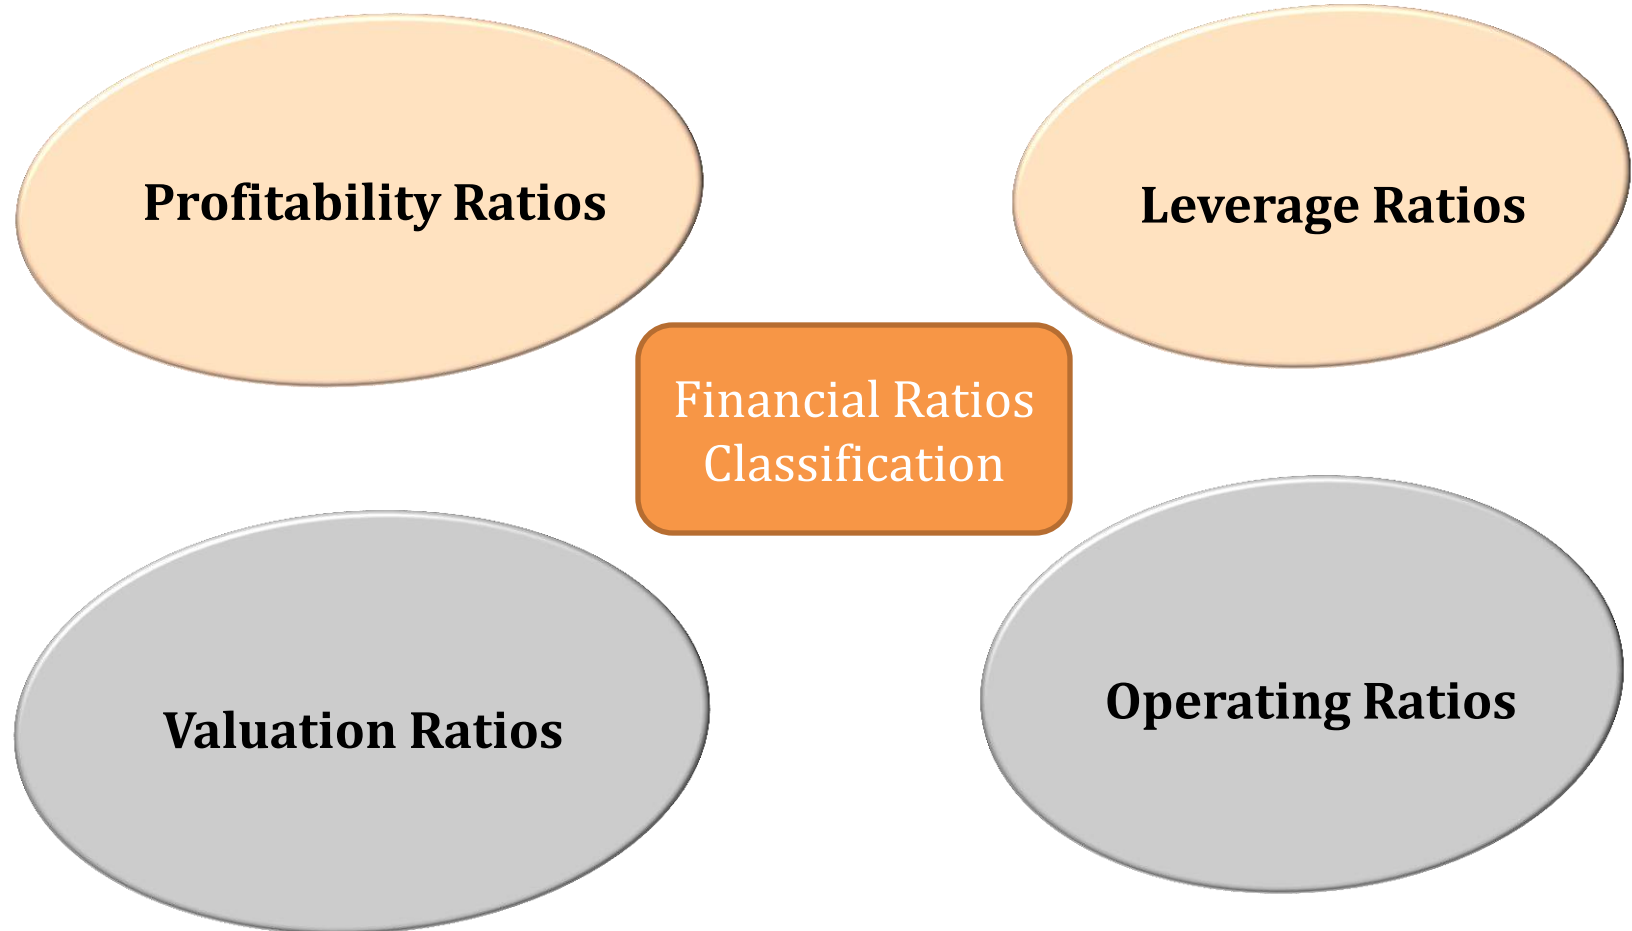 Profitability Ratios
Leverage Ratios
Financial Ratios
Classification
Valuation Ratios
Operating Ratios